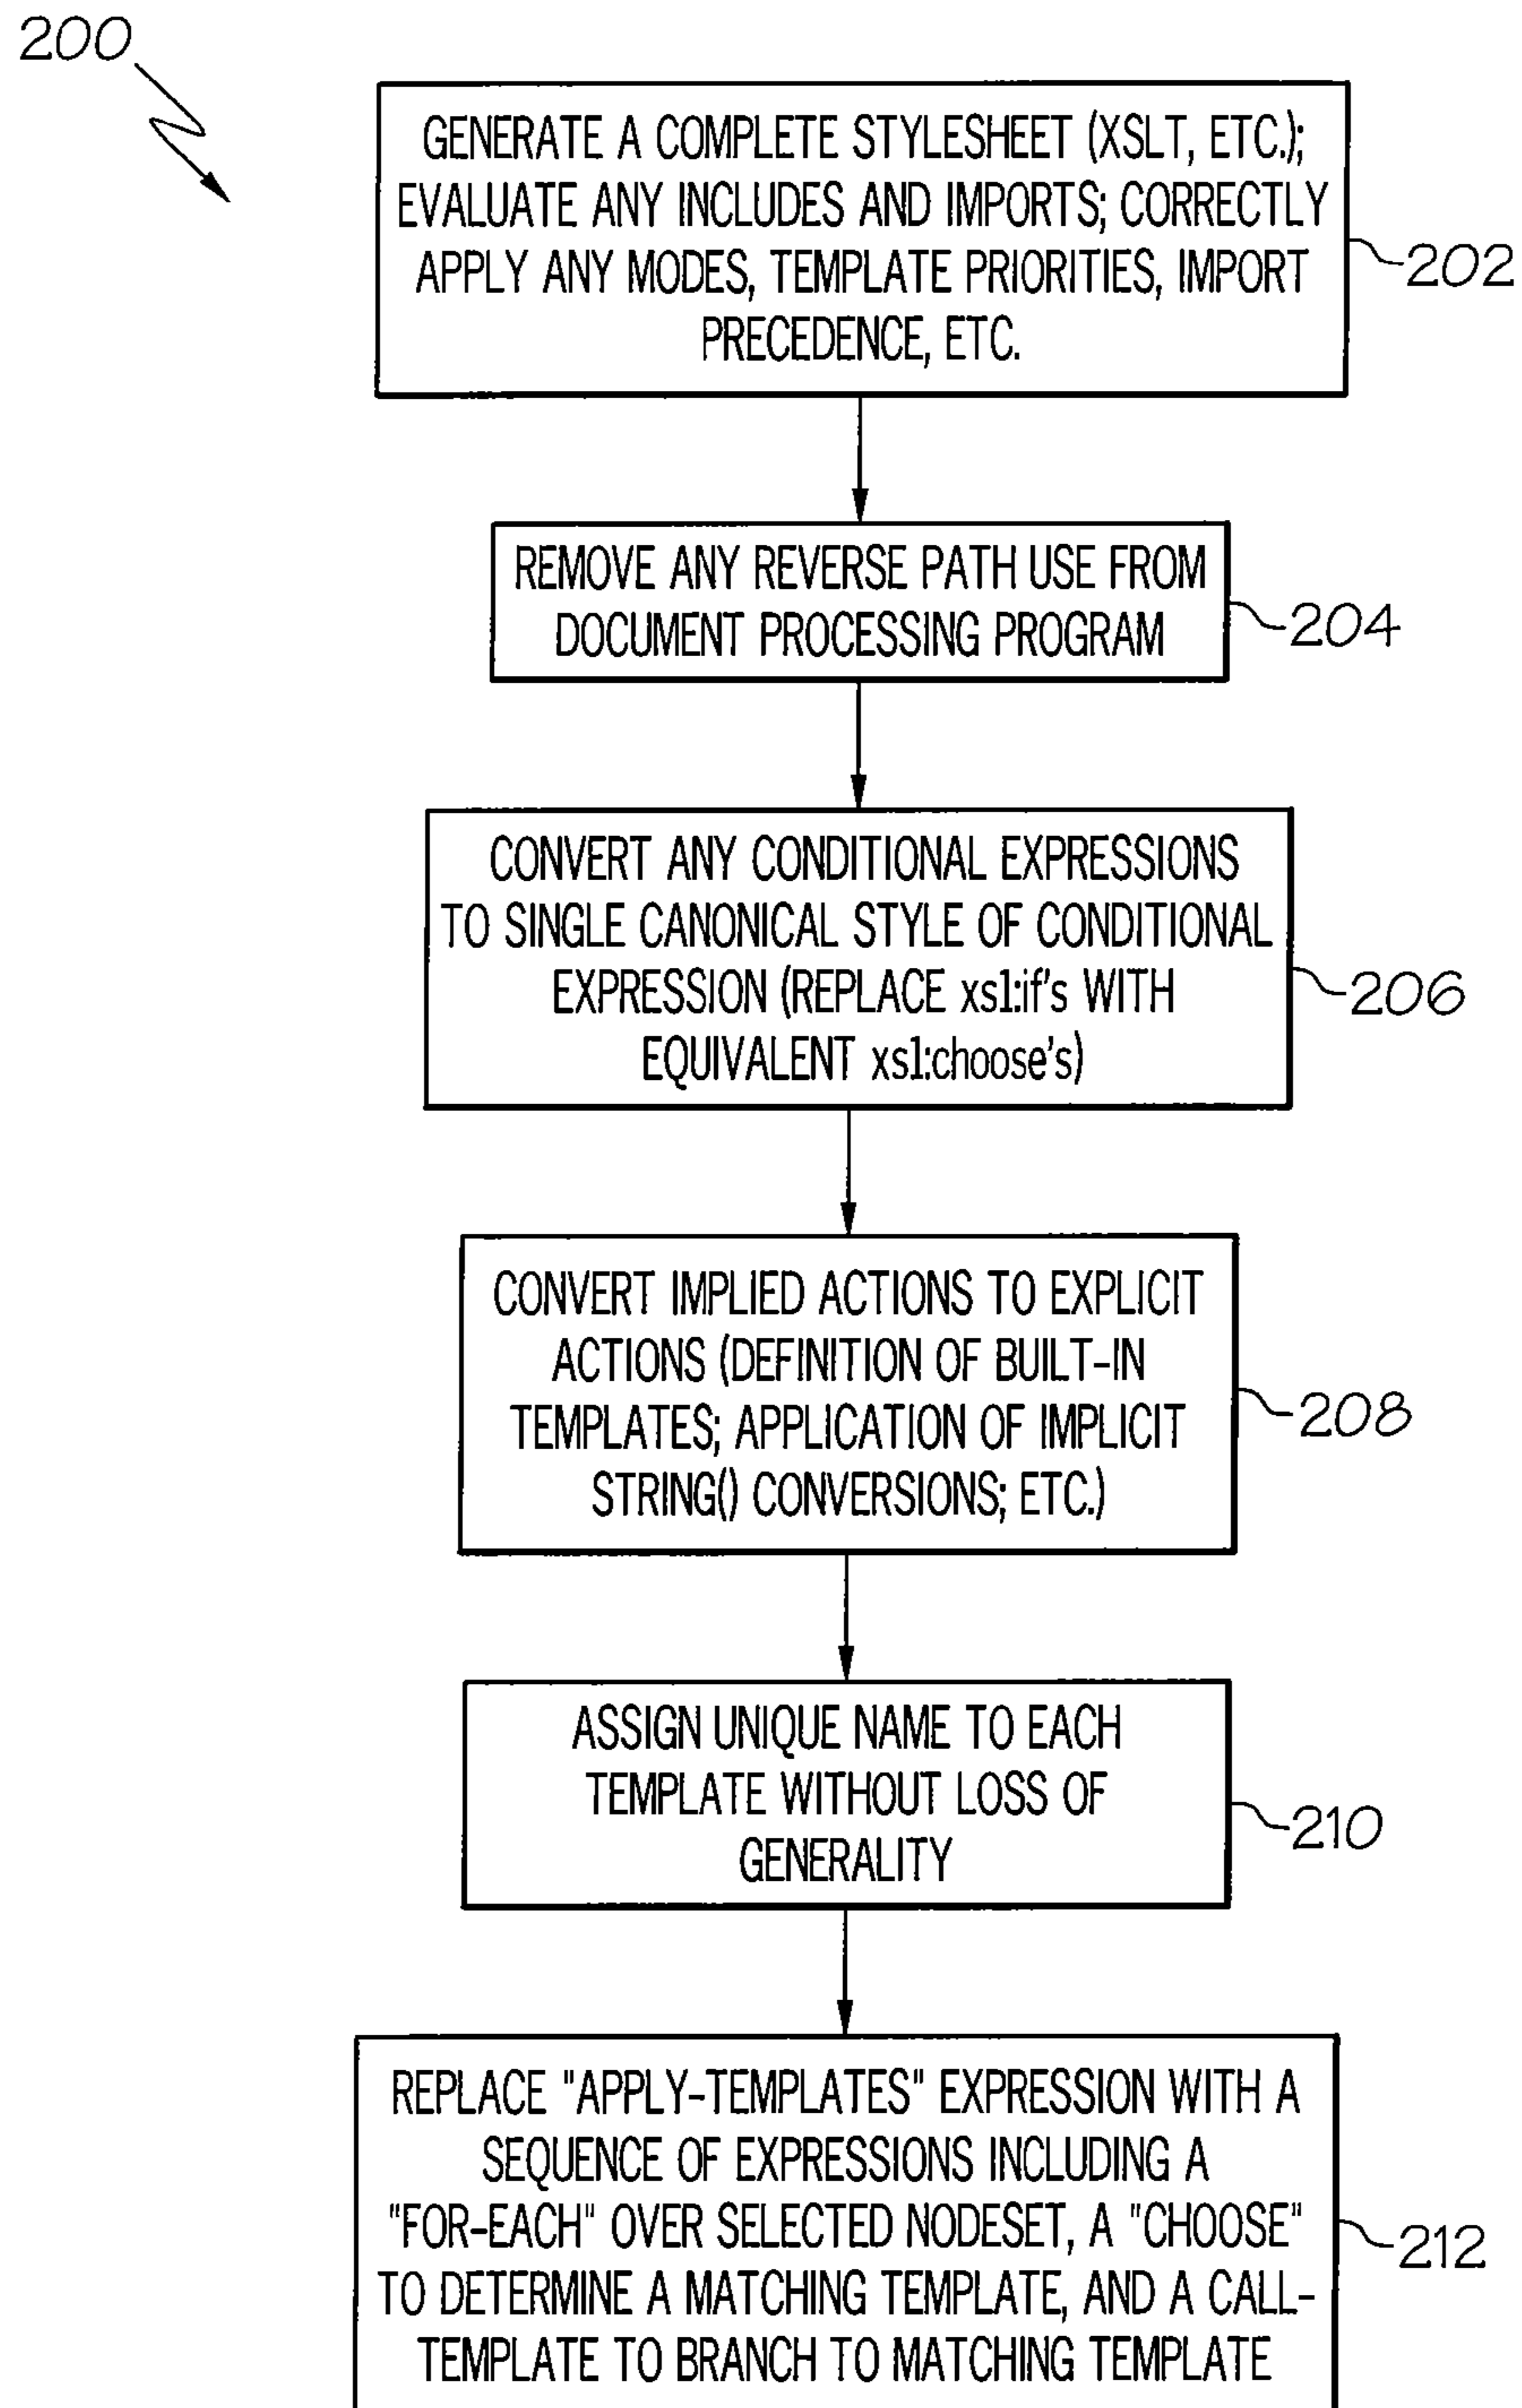 200
GENERATE A COMPLETE STYLESHEET (XSLT, ETC.);
EVALUATE ANY INCLUDES AND IMPORTS; CORRECTLY
APPLY ANY MODES, TEMPLATE PRIORITIES, IMPORT
PRECEDENCE, ETC.
202
REMOVE ANY REVERSE PATH USE FROM
DOCUMENT PROCESSING PROGRAM
204
CONVERT ANY CONDITIONAL EXPRESSIONS
TO SINGLE CANONICAL STYLE OF CONDITIONAL
EXPRESSION (REPLACE xs1:if's WITH
EQUIVALENT xs1:choose's)
206
CONVERT IMPLIED ACTIONS TO EXPLICIT
ACTIONS (DEFINITION OF BUILT-IN
TEMPLATES; APPLICATION OF IMPLICIT
STRING() CONVERSIONS; ETC.)
208
ASSIGN UNIQUE NAME TO EACH
TEMPLATE WITHOUT LOSS OF
GENERALITY
210
REPLACE "APPLY-TEMPLATES" EXPRESSION WITH A
SEQUENCE OF EXPRESSIONS INCLUDING A
"FOR-EACH" OVER SELECTED NODESET, A "CHOOSE"
TO DETERMINE A MATCHING TEMPLATE, AND A CALL-
TEMPLATE TO BRANCH TO MATCHING TEMPLATE
212